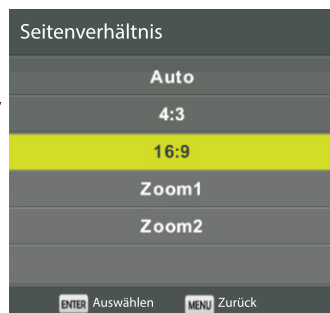 Seitenverhältnis
Auto
4:3
16:9
Zoom1
Zoom2
ENTER Auswählen MENU Zurück